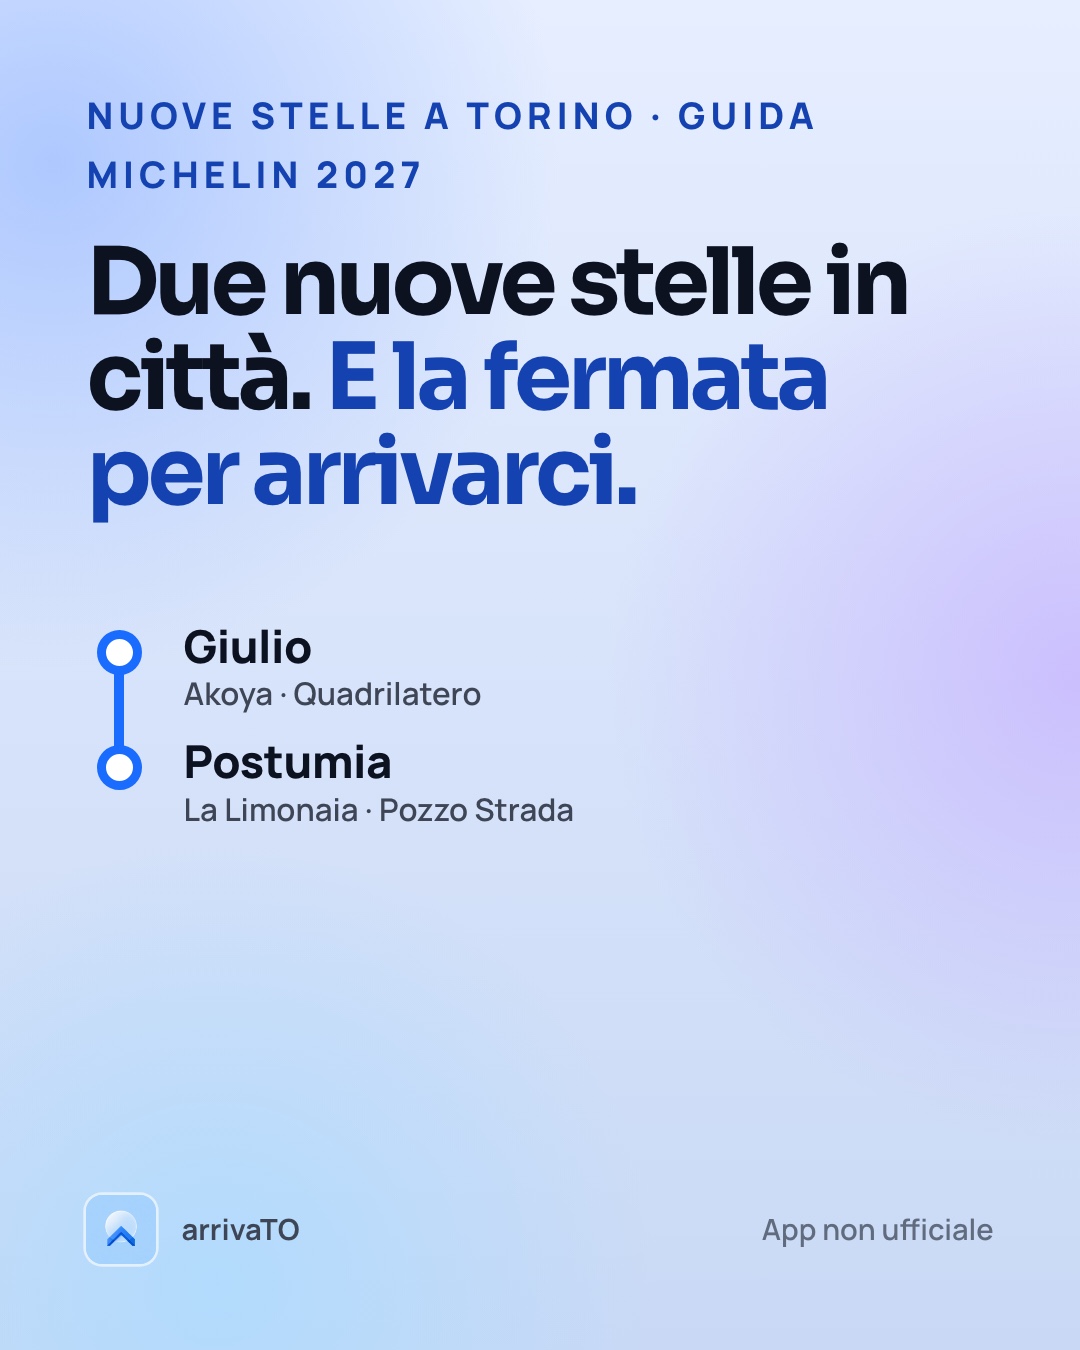 NUOVE STELLE A TORINO · GUIDA
MICHELIN 2027
Due nuove stelle in
città. E la fermata
per arrivarci.
Giulio
Akoya · Quadrilatero
Postumia
La Limonaia · Pozzo Strada
arrivaTO
App non ufficiale